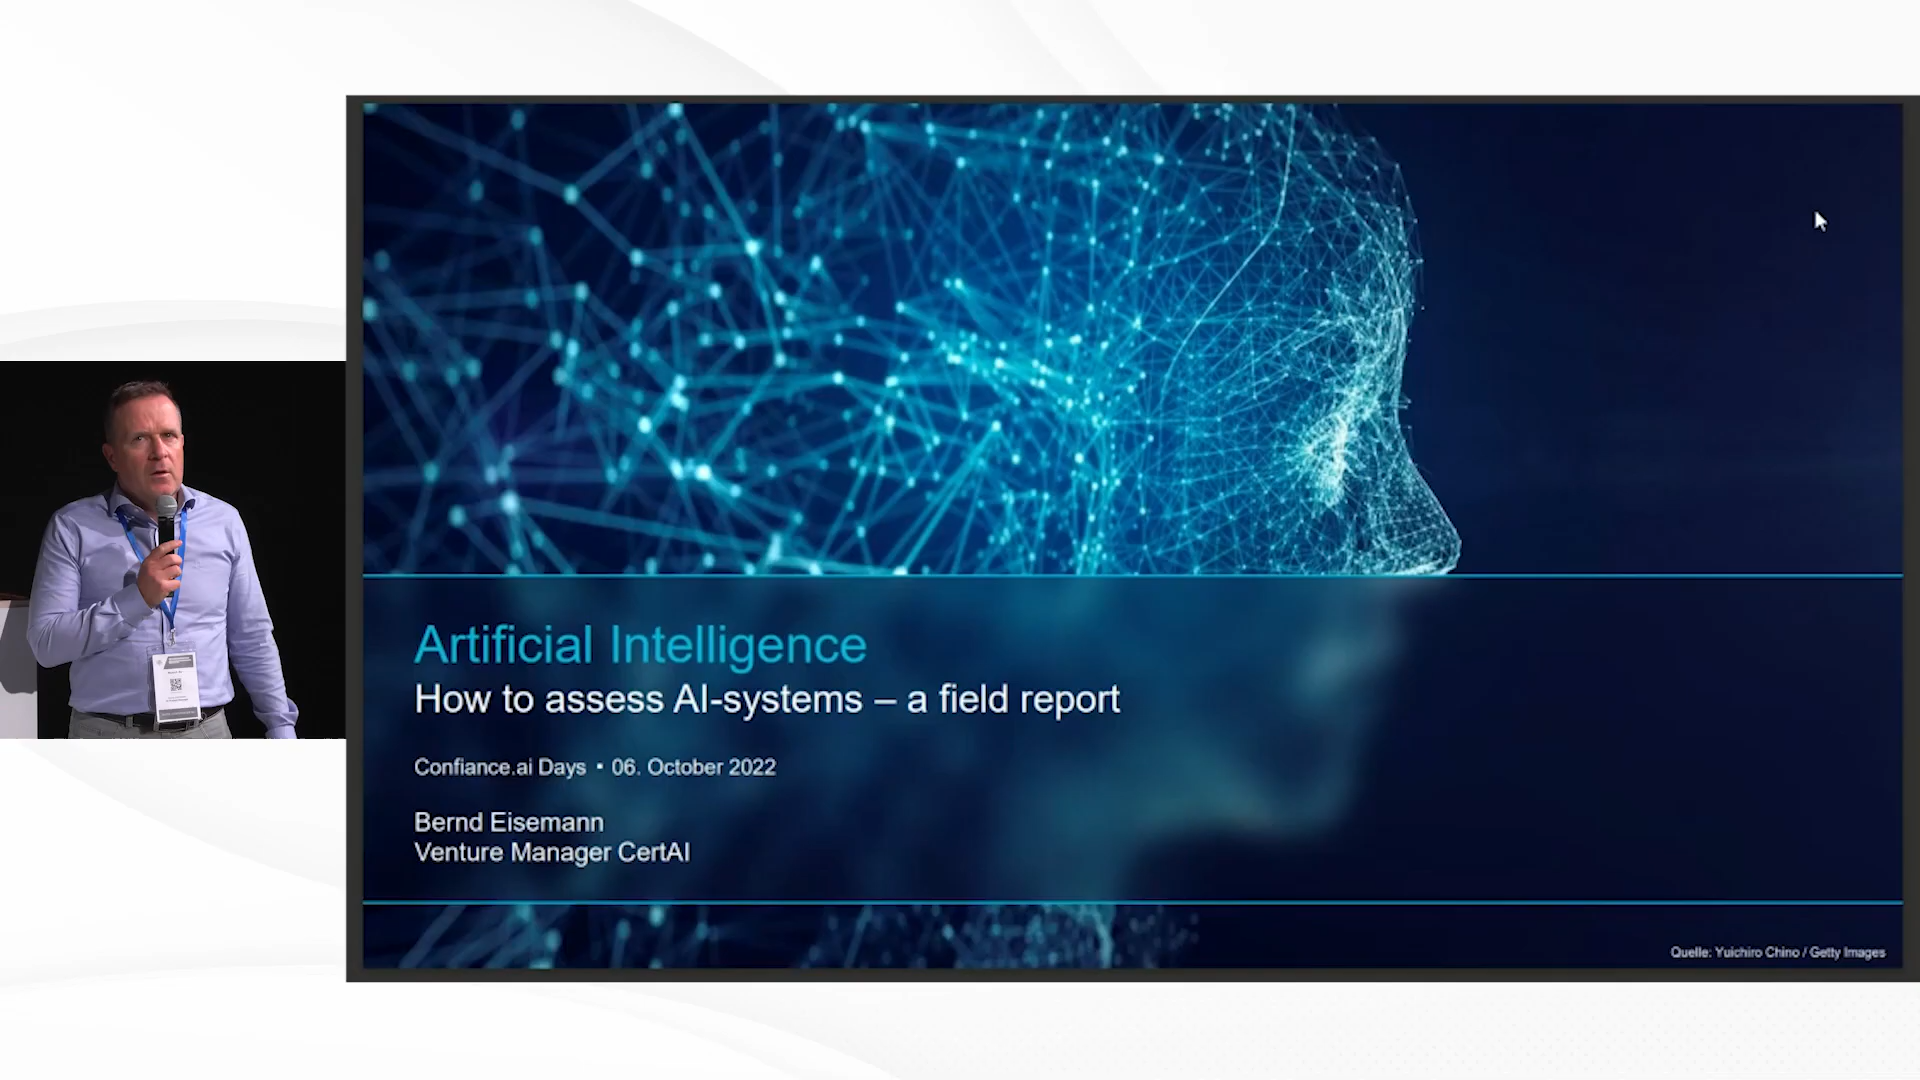 Artificial Intelligence
How to assess AI-systems – a field report
Confiance.ai Days ▪ 06. October 2022
Bernd Eisemann
Venture Manager CertAI
Quelle: Yuichiro Chino / Getty Images